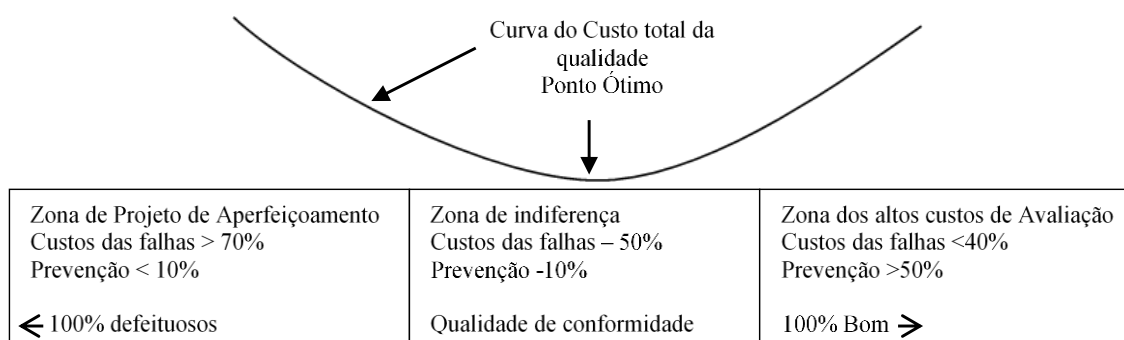 Curva do Custo total da
qualidade
Ponto Ótimo
Zona de Projeto de Aperfeiçoamento
Custos das falhas > 70%
Prevenção < 10%
100% defeituosos
Zona de indiferença
Custos das falhas – 50%
Prevenção -10%
Qualidade de conformidade
Zona dos altos custos de Avaliação
Custos das falhas <40%
Prevenção >50%
100% Bom